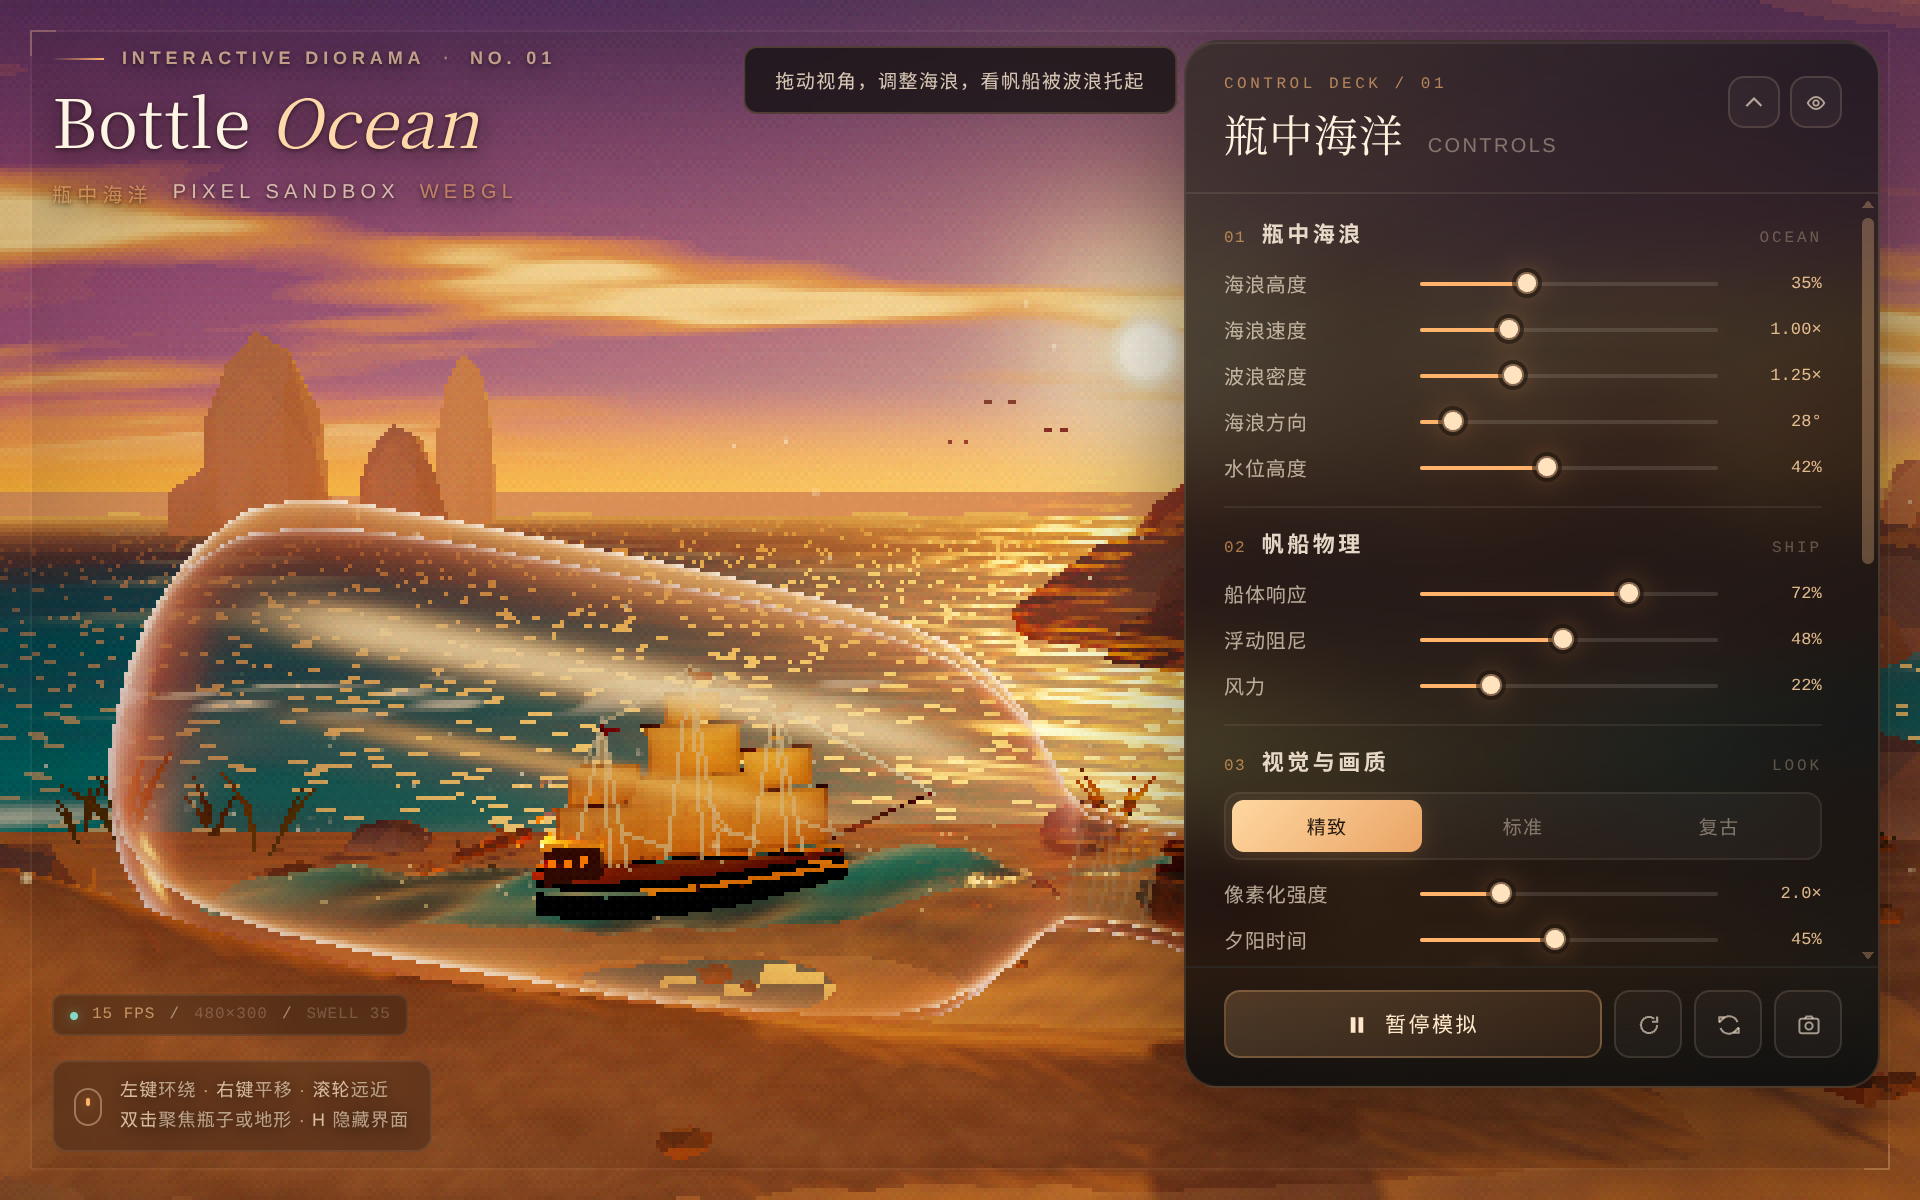 INTERACTIVE DIORAMA · NO. 01
Bottle Ocean
瓶中海洋 PIXEL SANDBOX WEBGL
拖动视角，调整海浪，看帆船被波浪托起
CONTROL DECK / 01
瓶中海洋 CONTROLS
01 瓶中海浪 OCEAN
海浪高度 35%
海浪速度 1.00×
波浪密度 1.25×
海浪方向 28°
水位高度 42%
02 帆船物理 SHIP
船体响应 72%
浮动阻尼 48%
风力 22%
03 视觉与画质 LOOK
精致 标准 复古
像素化强度 2.0×
夕阳时间 45%
暂停模拟
15 FPS / 480×300 / SWELL 35
左键环绕 · 右键平移 · 滚轮远近
双击聚焦瓶子或地形 · H 隐藏界面